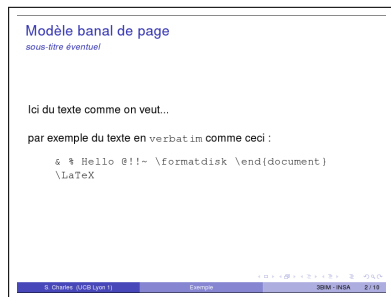 Modèle banal de page
sous-titre éventuel
Ici du texte comme on veut...
par exemple du texte en verbatim comme ceci :
& % Hello @!!~ \formatdisk \end{document}
\LaTeX
S. Charles (UCB Lyon 1) Exemple 3BIM - INSA 2 / 10